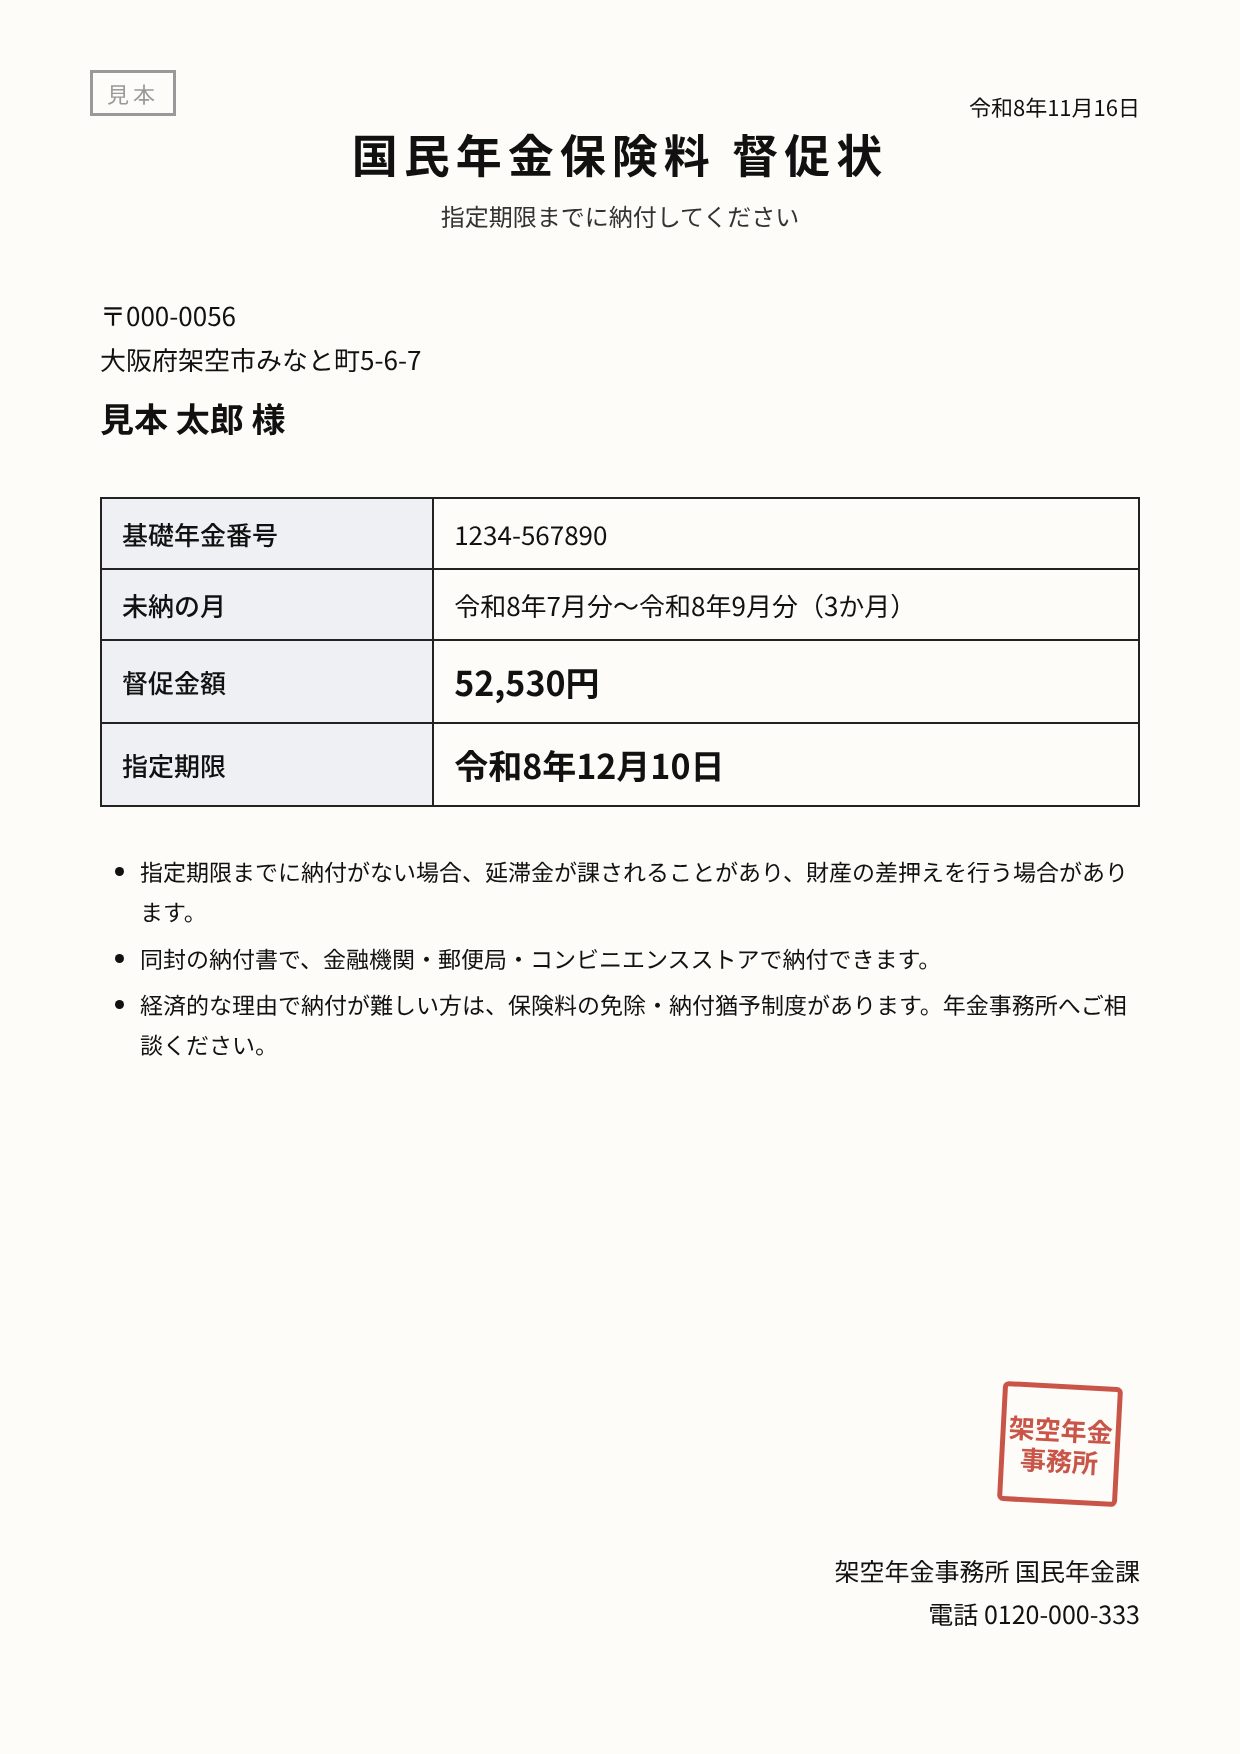 見本
令和8年11月16日
国民年金保険料 督促状
指定期限までに納付してください
〒000-0056
大阪府架空市みなと町5-6-7
見本 太郎 様
基礎年金番号 1234-567890
未納の月 令和8年7月分～令和8年9月分（3か月）
督促金額 52,530円
指定期限 令和8年12月10日
• 指定期限までに納付がない場合、延滞金が課されることがあり、財産の差押えを行う場合があり
ます。
• 同封の納付書で、金融機関・郵便局・コンビニエンスストアで納付できます。
• 経済的な理由で納付が難しい方は、保険料の免除・納付猶予制度があります。年金事務所へご相
談ください。
架空年金
事務所
架空年金事務所 国民年金課
電話 0120-000-333